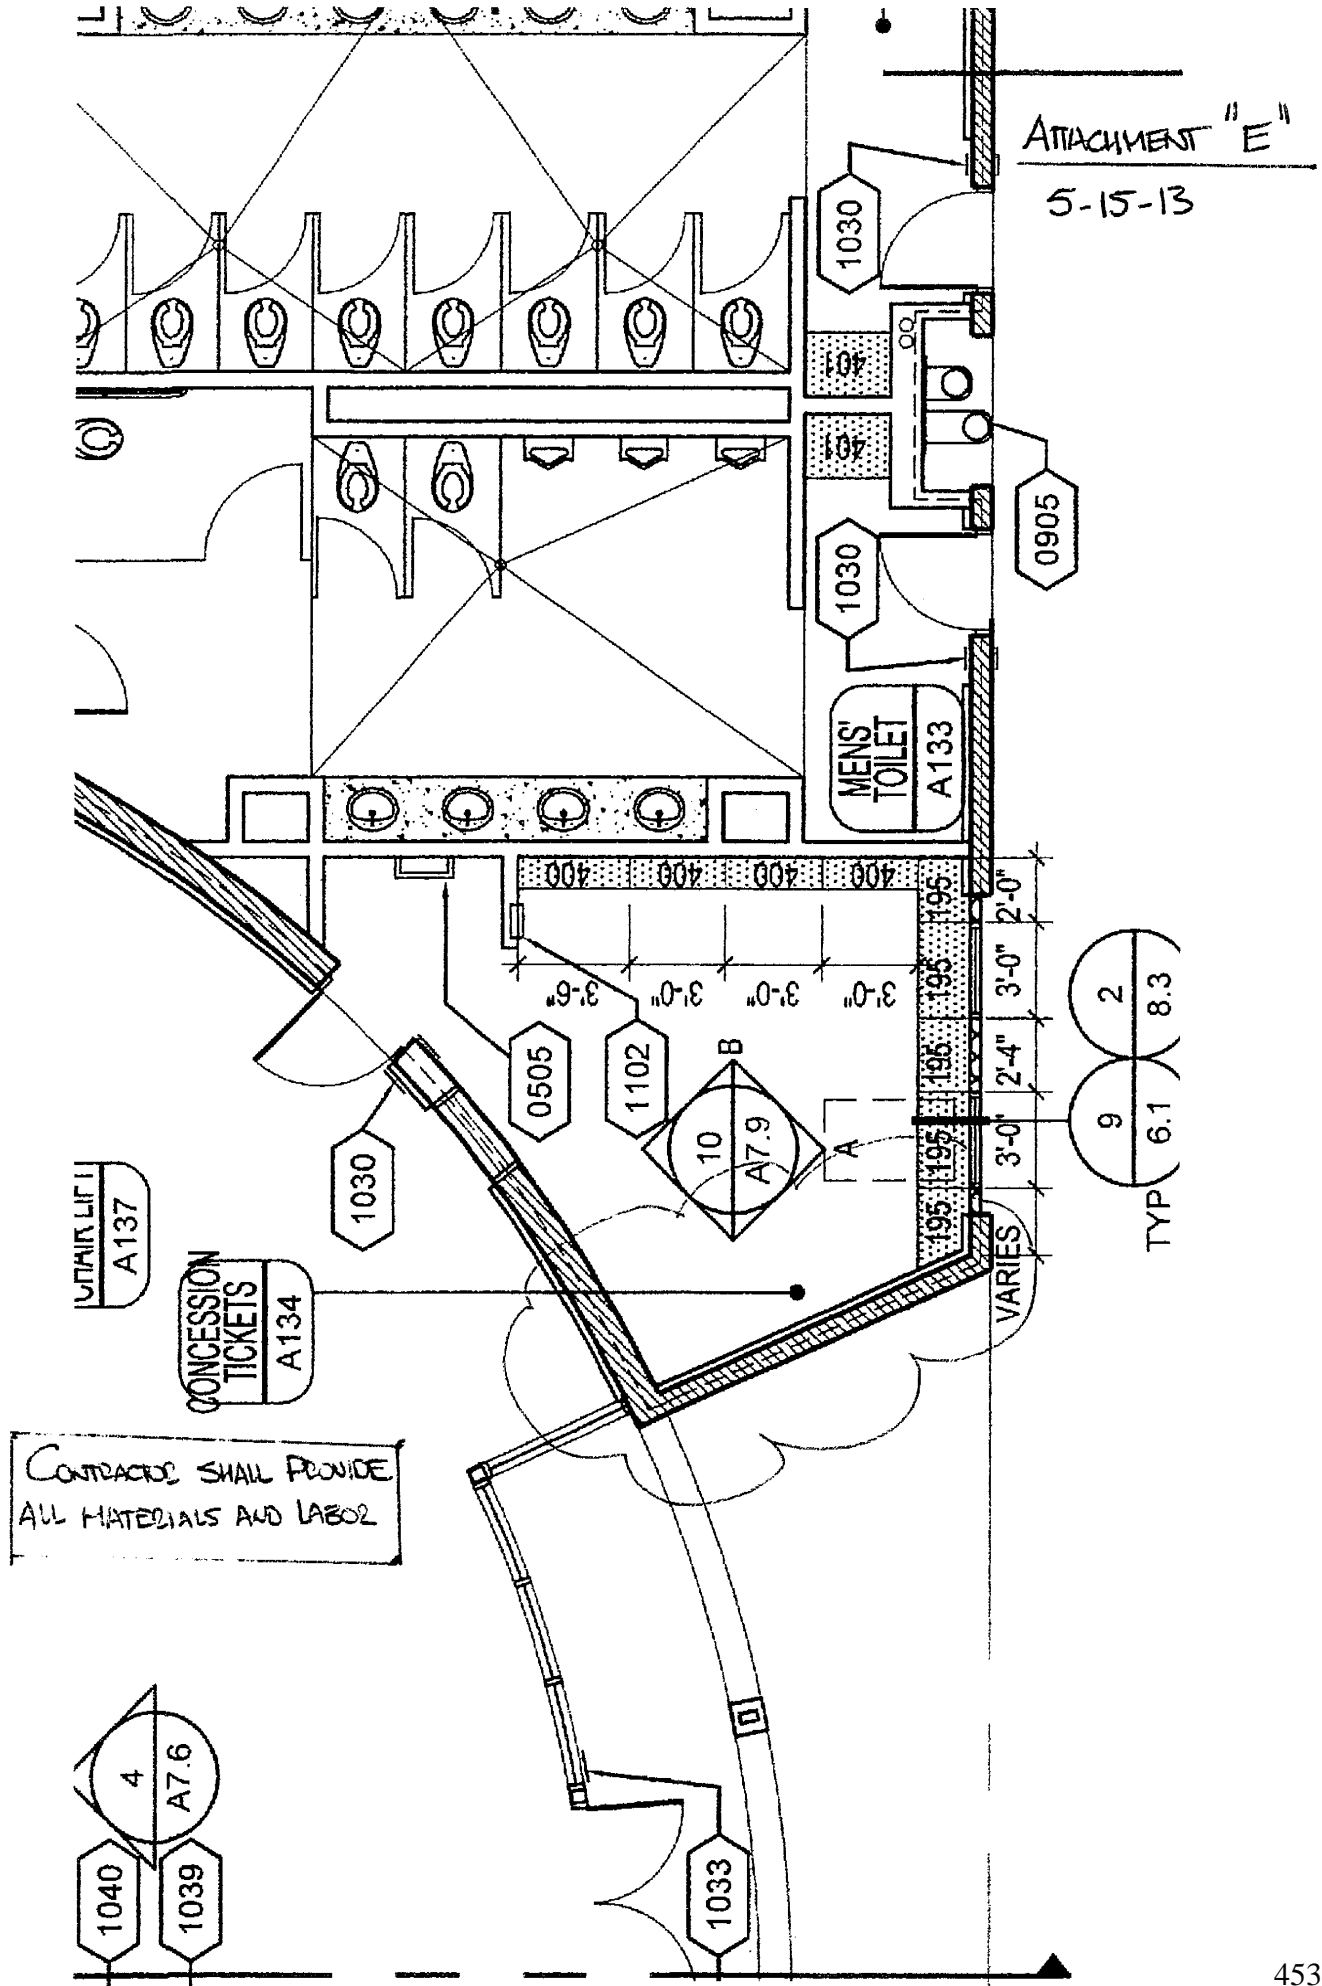 ATTACHMENT "E"
5-15-13
1030
401
401
0905
1030
MENS'
TOILET
A133
400
400
400
400
195
195
195
195
195
2'-0"
3'-0"
2'-4"
3'-0"
VARIES
3'-6"
3'-0"
3'-0"
3'-0"
2
8.3
9
6.1
TYP
0505
1102
B
10
A7.9
A
1030
CHAIR LIFT
A137
CONCESSION
TICKETS
A134
CONTRACTOR SHALL PROVIDE
ALL MATERIALS AND LABOR
4
A7.6
1040
1039
1033
453